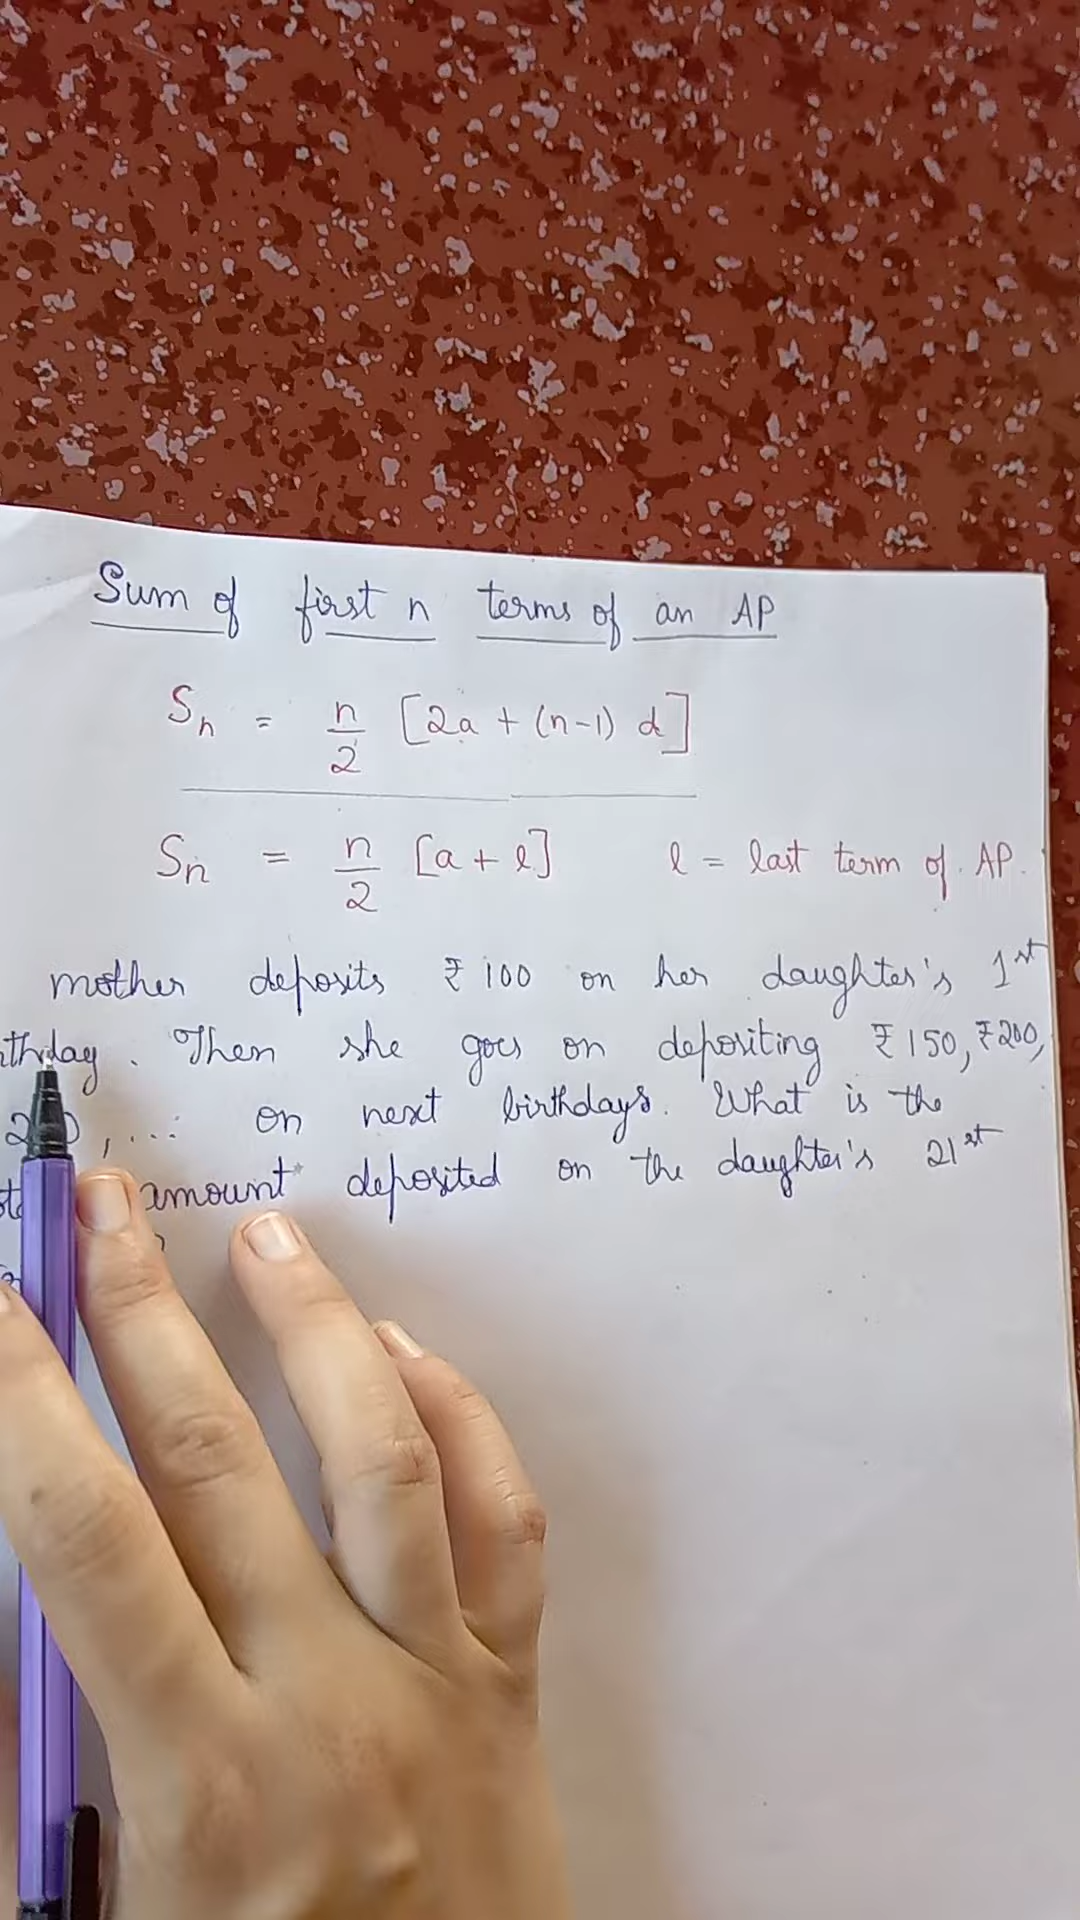 Sum of first n terms of an AP
Sn = n/2 [2a + (n-1) d]
Sn = n/2 [a + l] l = last term of AP.
mother deposits ₹ 100 on her daughter's 1st
thday. Then she goes on depositing ₹ 150, ₹ 200,
,... on next birthdays. What is the
amount deposited on the daughter's 21st